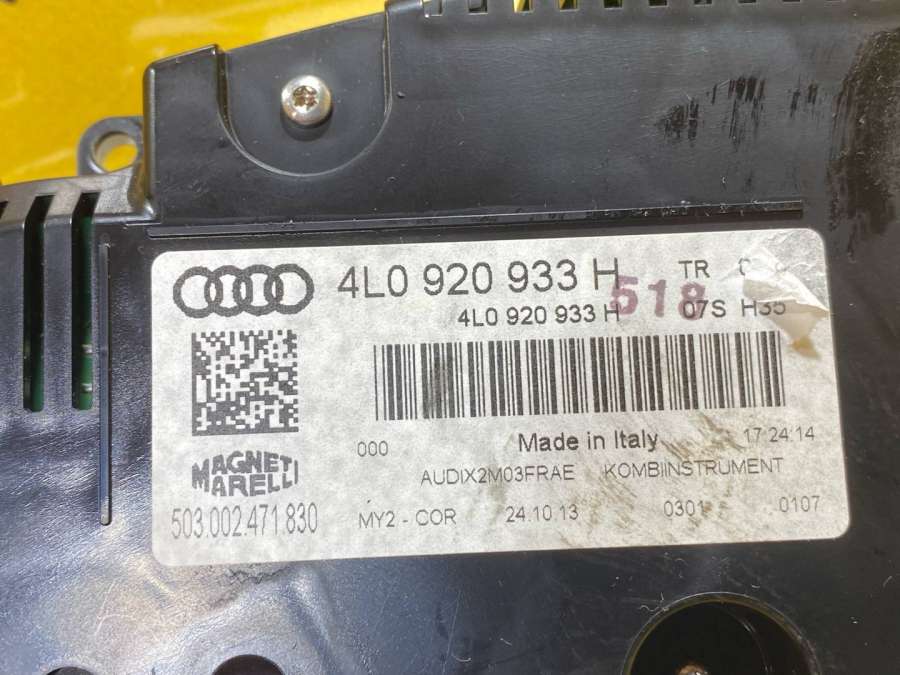 4L0 920 933 H TR
4L0 920 933 H 518 07S H35
000 Made in Italy 17:24:14
MAGNETI
MARELLI
AUDIX2M03FRAE KOMBIINSTRUMENT
503.002.471.830 MY2 - COR 24.10.13 0301 0107